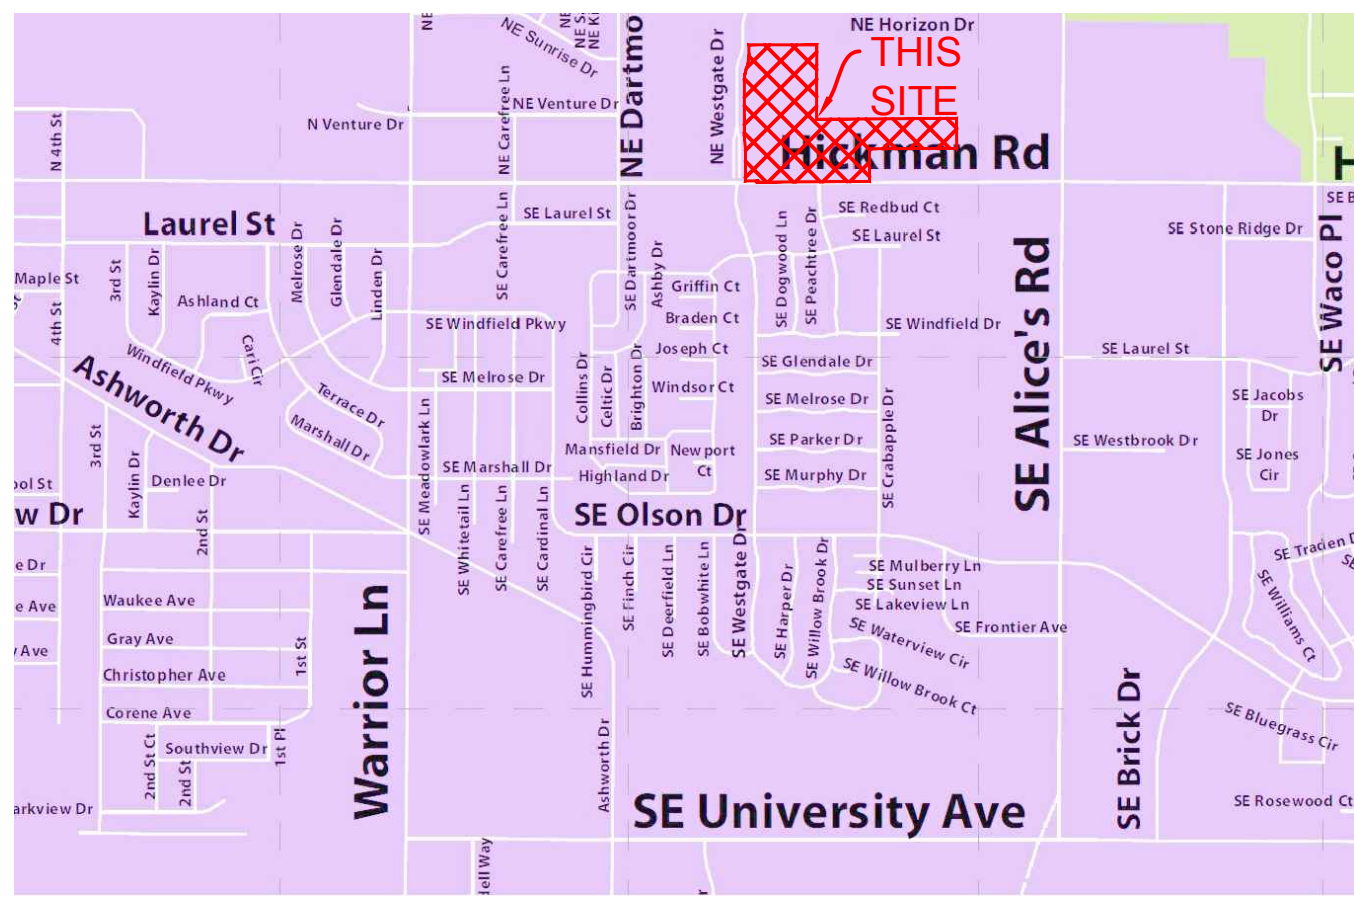 NE Horizon Dr
THIS
SITE
NE Sunrise Dr
NE Carefree Ln
NE Venture Dr
N Venture Dr
NE Westgate Dr
N 4th St
Hickman Rd
Laurel St
SE Laurel St
SE Redbud Ct
SE Laurel St
SE Stone Ridge Dr
SE Carefree Ln
SE Dartmoor Dr
Ashby Dr
SE Dogwood Ln
SE Peachtree Dr
SE Alice's Rd
SE Waco Pl
Maple St
3rd St
Kaylin Dr
Melrose Dr
Glendale Dr
Linden Dr
Ashland Ct
4th St
Griffin Ct
Braden Ct
SE Windfield Pkwy
SE Windfield Dr
Joseph Ct
SE Glendale Dr
SE Laurel St
Windfield Pkwy
Cari Cir
Ashworth Dr
SE Melrose Dr
Collins Dr
Celtic Dr
Brighton Dr
Windsor Ct
SE Melrose Dr
SE Crabapple Dr
SE Jacobs
Dr
Terrace Dr
Marshall Dr
SE Meadowlark Ln
3rd St
Mansfield Dr
Newport
Ct
SE Parker Dr
SE Westbrook Dr
SE Jones
Cir
SE Marshall Dr
Highland Dr
SE Murphy Dr
Kaylin Dr
Denlee Dr
2nd St
w Dr
SE Olson Dr
SE Whitetail Ln
SE Carefree Ln
SE Cardinal Ln
SE Hummingbird Cir
SE Finch Cir
SE Deerfield Ln
SE Bobwhite Ln
SE Westgate Dr
SE Harper Dr
SE Willow Brook Dr
SE Mulberry Ln
SE Sunset Ln
SE Lakeview Ln
SE Frontier Ave
SE Waterview Cir
SE Willow Brook Ct
SE Williams Ct
e Dr
e Ave
Ave
Waukee Ave
Gray Ave
Christopher Ave
Corene Ave
1st St
Warrior Ln
Southview Dr
1st Pl
2nd St Ct
2nd St
arkview Dr
Ashworth Dr
SE University Ave
SE Brick Dr
SE Bluegrass Cir
SE Rosewood Ct
dell Way